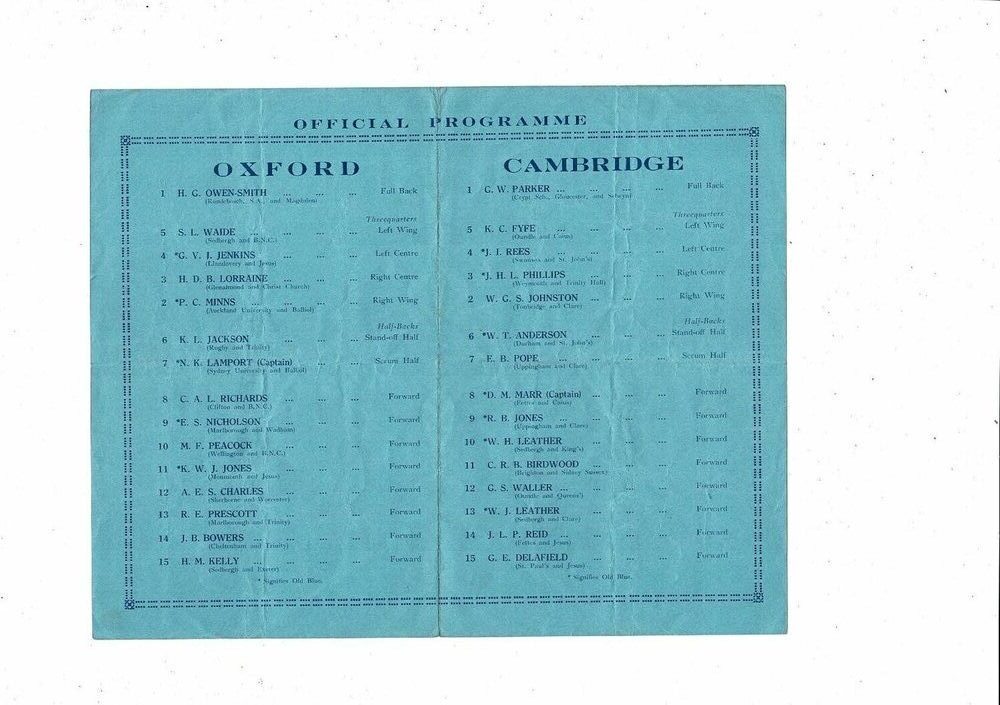 OFFICIAL PROGRAMME
OXFORD
1 H. G. OWEN-SMITH ... ... ... Full Back
(Rondebosch, S.A., and Magdalen)
Threequarters
5 S. L. WAIDE ... ... ... ... Left Wing
(Sedbergh and B.N.C.)
4 *G. V. J. JENKINS ... ... ... Left Centre
(Llandovery and Jesus)
3 H. D. B. LORRAINE ... ... ... Right Centre
(Glenalmond and Christ Church)
2 *P. C. MINNS ... ... ... ... Right Wing
(Auckland University and Balliol)
Half-Backs
6 K. L. JACKSON ... ... ... Stand-off Half
(Rugby and Trinity)
7 *N. K. LAMPORT (Captain) ... ... Scrum Half
(Sydney University and Balliol)
8 C. A. L. RICHARDS ... ... ... Forward
(Clifton and B.N.C.)
9 *E. S. NICHOLSON ... ... ... Forward
(Marlborough and Wadham)
10 M. F. PEACOCK ... ... ... Forward
(Wellington and B.N.C.)
11 *K. W. J. JONES ... ... ... Forward
(Monmouth and Jesus)
12 A. E. S. CHARLES ... ... ... Forward
(Sherborne and Worcester)
13 R. E. PRESCOTT ... ... ... Forward
(Marlborough and Trinity)
14 J. B. BOWERS ... ... ... ... Forward
(Cheltenham and Trinity)
15 H. M. KELLY ... ... ... ... Forward
(Sedbergh and Exeter)
* Signifies Old Blue.
CAMBRIDGE
1 G. W. PARKER ... ... ... ... Full Back
(Crypt Sch., Gloucester, and Selwyn)
Threequarters
5 K. C. FYFE ... ... ... ... Left Wing
(Oundle and Caius)
4 *J. I. REES ... ... ... ... Left Centre
(Swansea and St. John's)
3 *J. H. L. PHILLIPS ... ... ... Right Centre
(Weymouth and Trinity Hall)
2 W. G. S. JOHNSTON ... ... ... Right Wing
(Tonbridge and Clare)
Half-Backs
6 *W. T. ANDERSON ... ... ... Stand-off Half
(Durham and St. John's)
7 E. B. POPE ... ... ... ... Scrum Half
(Uppingham and Clare)
8 *D. M. MARR (Captain) ... ... ... Forward
(Fettes and Caius)
9 *R. B. JONES ... ... ... Forward
(Uppingham and Clare)
10 *W. H. LEATHER ... ... ... Forward
(Sedbergh and King's)
11 C. R. B. BIRDWOOD ... ... ... Forward
(Brighton and Sidney Sussex)
12 G. S. WALLER ... ... ... ... Forward
(Oundle and Queens')
13 *W. J. LEATHER ... ... ... Forward
(Sedbergh and Clare)
14 J. L. P. REID ... ... ... ... Forward
(Fettes and Jesus)
15 G. E. DELAFIELD ... ... ... Forward
(St. Paul's and Jesus)
* Signifies Old Blue.